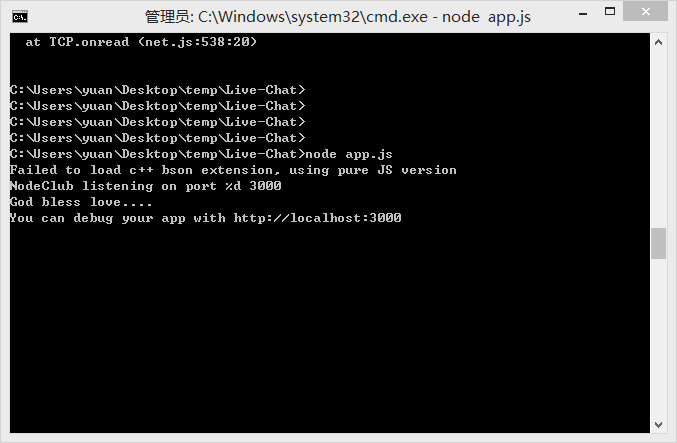 管理员: C:\Windows\system32\cmd.exe - node  app.js
at TCP.onread (net.js:538:20)
C:\Users\yuan\Desktop\temp\Live-Chat>
C:\Users\yuan\Desktop\temp\Live-Chat>
C:\Users\yuan\Desktop\temp\Live-Chat>
C:\Users\yuan\Desktop\temp\Live-Chat>
C:\Users\yuan\Desktop\temp\Live-Chat>node app.js
Failed to load c++ bson extension, using pure JS version
NodeClub listening on port %d 3000
God bless love....
You can debug your app with http://localhost:3000